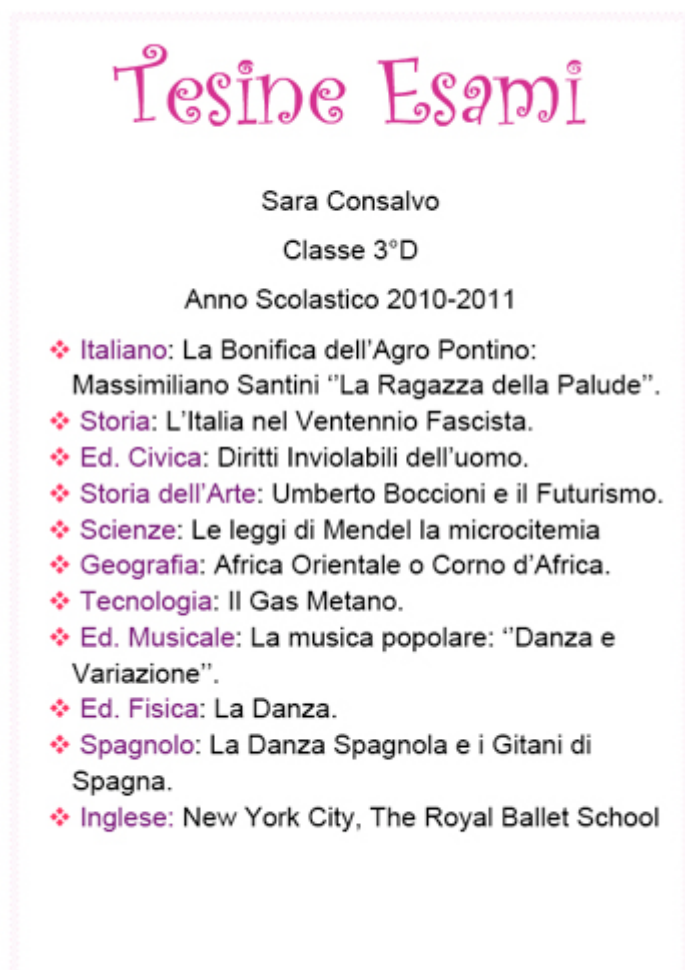 Tesine Esami
Sara Consalvo
Classe 3°D
Anno Scolastico 2010-2011
❖ Italiano: La Bonifica dell'Agro Pontino:
Massimiliano Santini ‘'La Ragazza della Palude’'.
❖ Storia: L'Italia nel Ventennio Fascista.
❖ Ed. Civica: Diritti Inviolabili dell'uomo.
❖ Storia dell'Arte: Umberto Boccioni e il Futurismo.
❖ Scienze: Le leggi di Mendel la microcitemia
❖ Geografia: Africa Orientale o Corno d'Africa.
❖ Tecnologia: Il Gas Metano.
❖ Ed. Musicale: La musica popolare: ‘'Danza e
Variazione’'.
❖ Ed. Fisica: La Danza.
❖ Spagnolo: La Danza Spagnola e i Gitani di
Spagna.
❖ Inglese: New York City, The Royal Ballet School